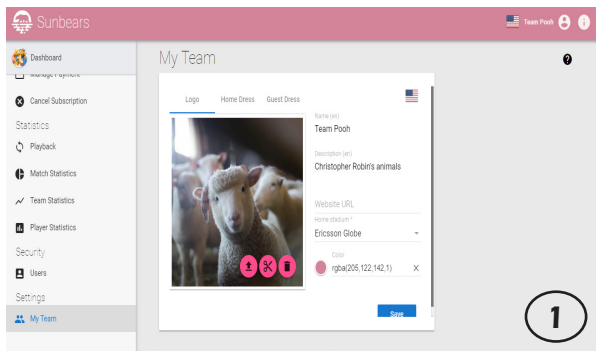 Sunbears
Team Pooh
Dashboard
Manage Payment
Cancel Subscription
Statistics
Playback
Match Statistics
Team Statistics
Player Statistics
Security
Users
Settings
My Team
My Team
?
Logo
Home Dress
Guest Dress
Name (en)
Team Pooh
Description (en)
Christopher Robin's animals
Website URL
Home stadium *
Ericsson Globe
Color
rgba(205,122,142,1)
X
Save
1